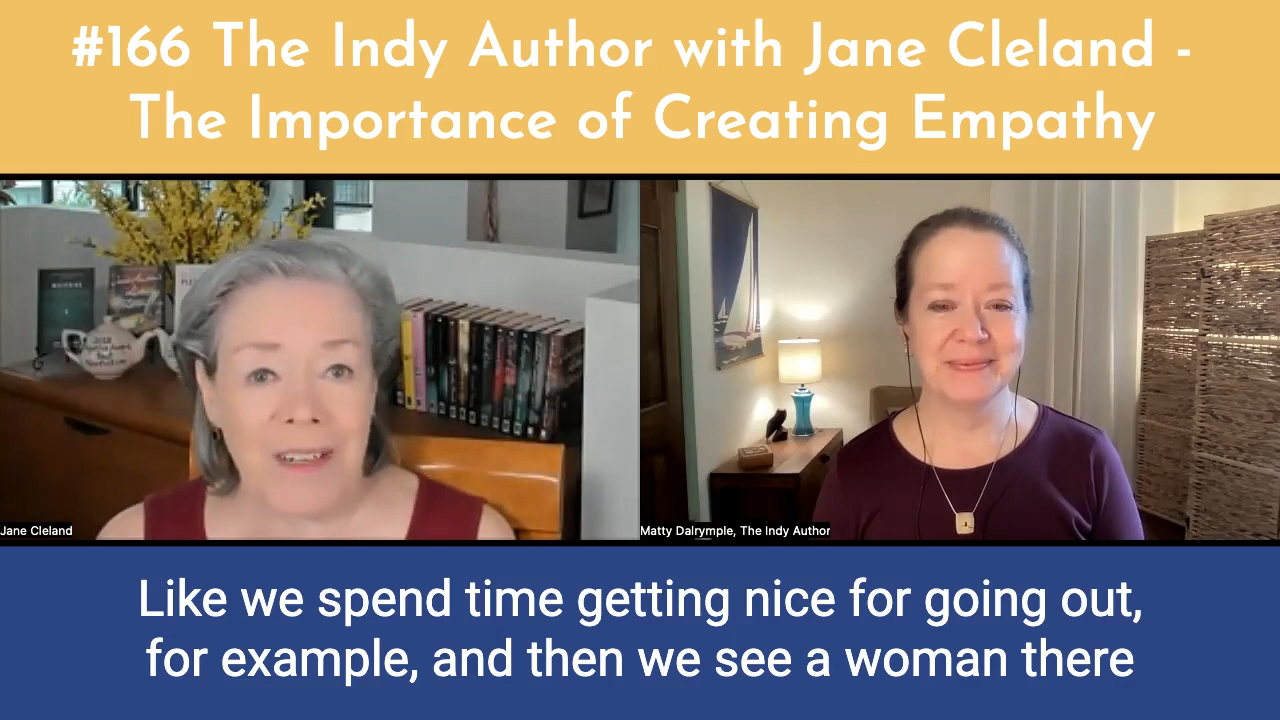 #166 The Indy Author with Jane Cleland -
The Importance of Creating Empathy
Jane Cleland
Matty Dalrymple, The Indy Author
Like we spend time getting nice for going out,
for example, and then we see a woman there